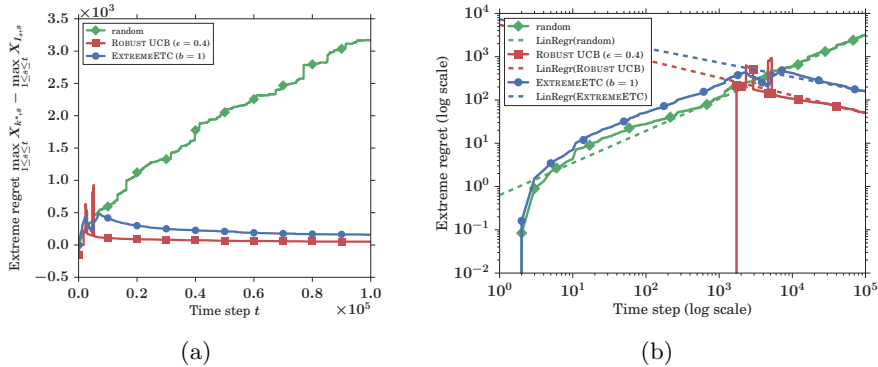 ×10³
3.5
3.0
2.5
2.0
1.5
1.0
0.5
0.0
−0.5
Extreme regret max X_{k*,s} − max X_{I_s,s}
1≤s≤t 1≤s≤t
random
ROBUST UCB (ϵ = 0.4)
EXTREMEETC (b = 1)
0.0 0.2 0.4 0.6 0.8 1.0
Time step t ×10⁵
(a)
10⁵
10⁴
10³
10²
10¹
10⁰
10⁻¹
10⁻²
Extreme regret (log scale)
random
LinRegr(random)
ROBUST UCB (ϵ = 0.4)
LinRegr(ROBUST UCB)
EXTREMEETC (b = 1)
LinRegr(EXTREMEETC)
10⁰ 10¹ 10² 10³ 10⁴ 10⁵
Time step (log scale)
(b)